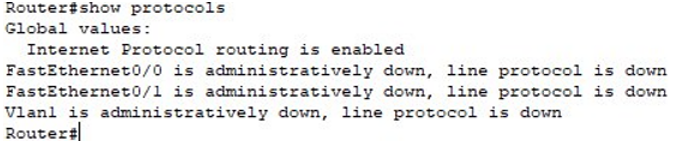 Router#show protocols
Global values:
  Internet Protocol routing is enabled
FastEthernet0/0 is administratively down, line protocol is down
FastEthernet0/1 is administratively down, line protocol is down
Vlan1 is administratively down, line protocol is down
Router#